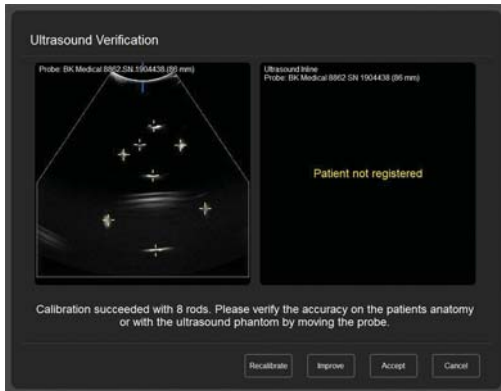 Ultrasound Verification
Probe: BK Medical 8862 SN 1904438 (86 mm)
Ultrasound Inline
Probe: BK Medical 8862 SN 1904438 (86 mm)
Patient not registered
Calibration succeeded with 8 rods. Please verify the accuracy on the patients anatomy
or with the ultrasound phantom by moving the probe.
Recalibrate
Improve
Accept
Cancel